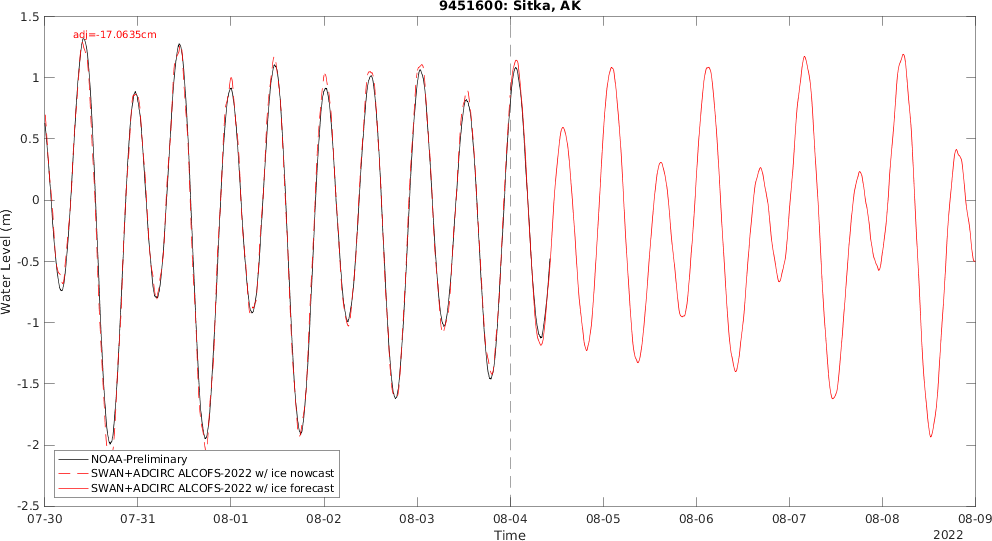 9451600: Sitka, AK
adj=-17.0635cm
Water Level (m)
1.5
1
0.5
0
-0.5
-1
-1.5
-2
-2.5
NOAA-Preliminary
SWAN+ADCIRC ALCOFS-2022 w/ ice nowcast
SWAN+ADCIRC ALCOFS-2022 w/ ice forecast
07-30 07-31 08-01 08-02 08-03 08-04 08-05 08-06 08-07 08-08 08-09
Time
2022